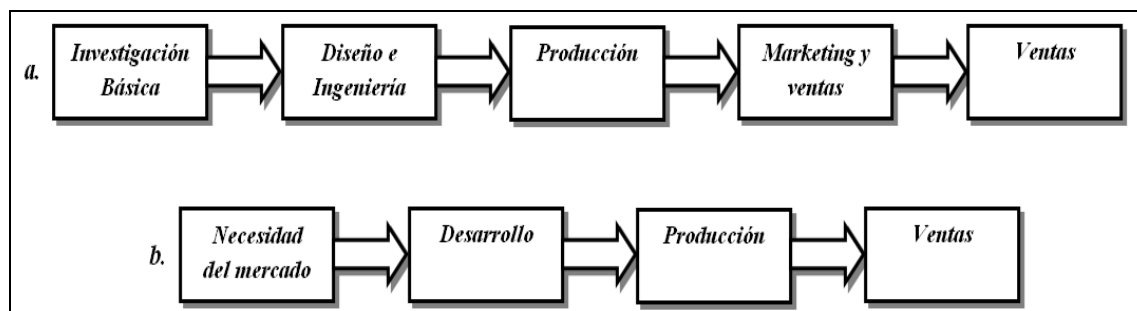 a.
Investigación
Básica
Diseño e
Ingeniería
Producción
Marketing y
ventas
Ventas
b.
Necesidad
del mercado
Desarrollo
Producción
Ventas